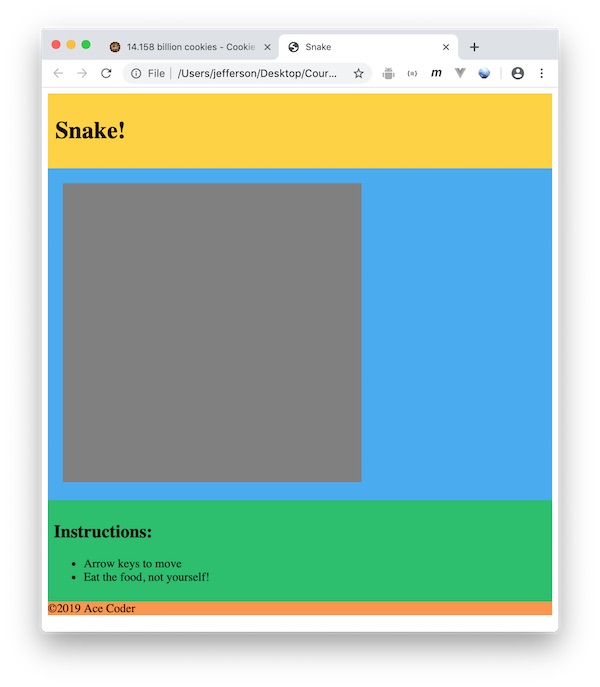 14.158 billion cookies - Cookie
Snake
File
/Users/jefferson/Desktop/Cour...
m
Snake!
Instructions:
Arrow keys to move
Eat the food, not yourself!
©2019 Ace Coder